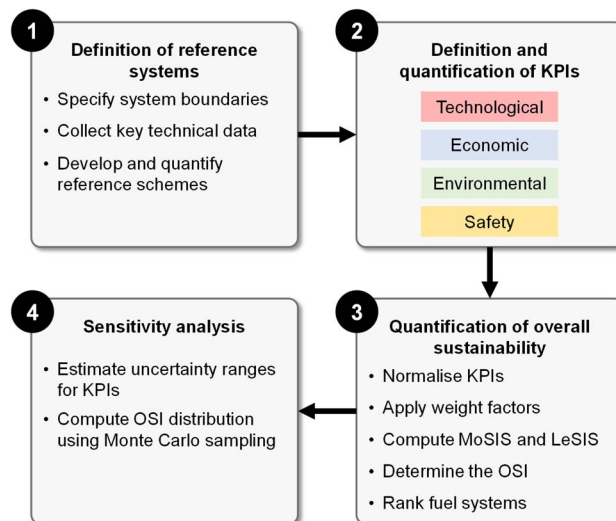 1
Definition of reference
systems
• Specify system boundaries
• Collect key technical data
• Develop and quantify
reference schemes
2
Definition and
quantification of KPIs
Technological
Economic
Environmental
Safety
3
Quantification of overall
sustainability
• Normalise KPIs
• Apply weight factors
• Compute MoSIS and LeSIS
• Determine the OSI
• Rank fuel systems
4
Sensitivity analysis
• Estimate uncertainty ranges
for KPIs
• Compute OSI distribution
using Monte Carlo sampling